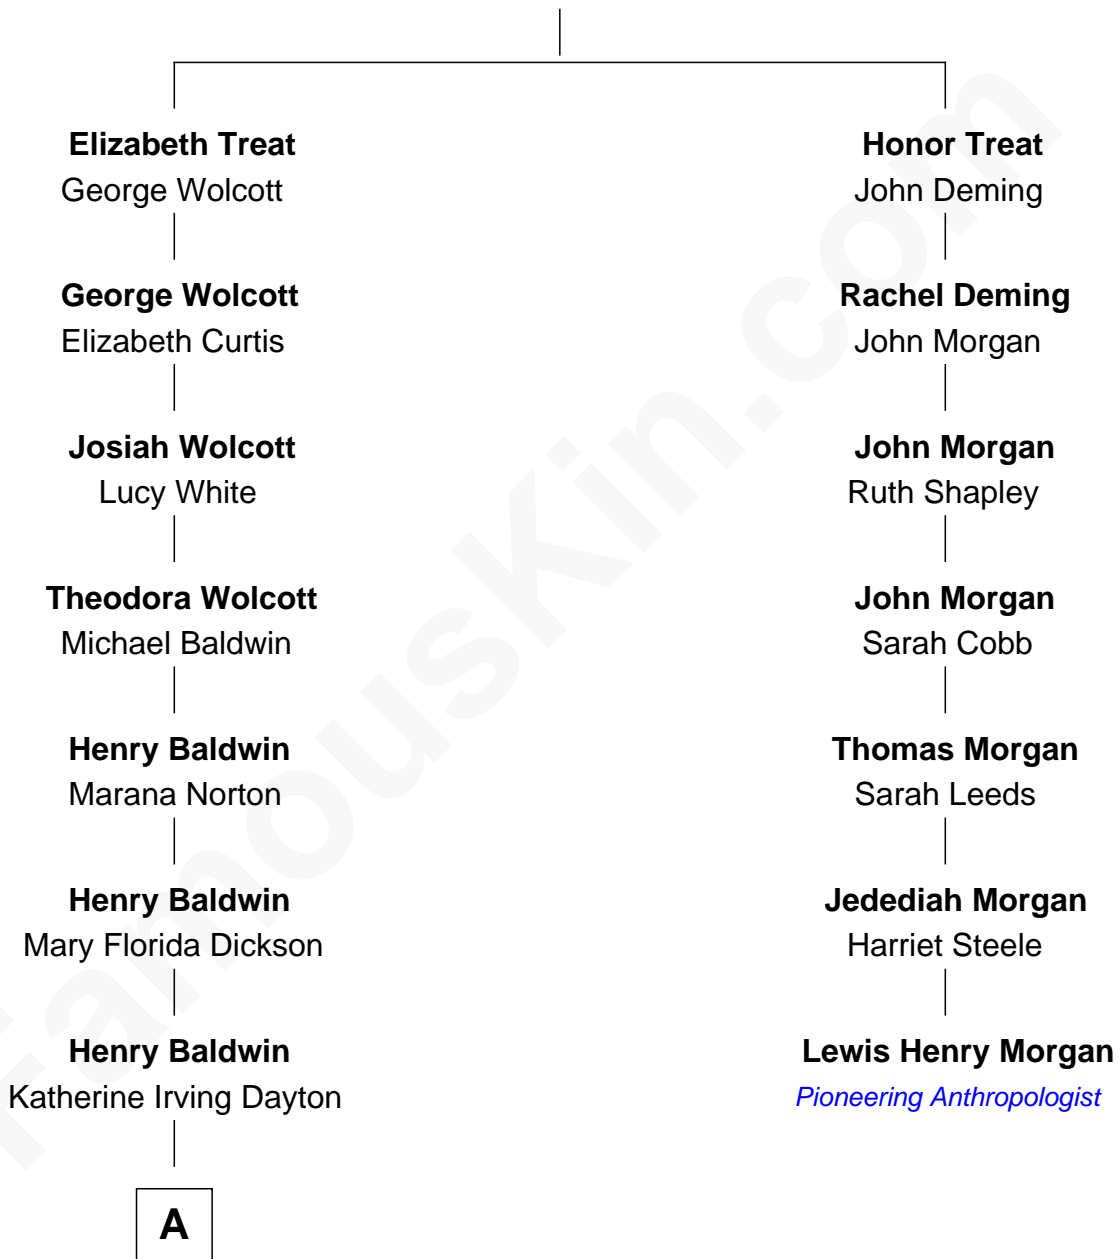 Elizabeth Treat
George Wolcott
George Wolcott
Elizabeth Curtis
Josiah Wolcott
Lucy White
Theodora Wolcott
Michael Baldwin
Henry Baldwin
Marana Norton
Henry Baldwin
Mary Florida Dickson
Henry Baldwin
Katherine Irving Dayton
A
Honor Treat
John Deming
Rachel Deming
John Morgan
John Morgan
Ruth Shapley
John Morgan
Sarah Cobb
Thomas Morgan
Sarah Leeds
Jedediah Morgan
Harriet Steele
Lewis Henry Morgan
Pioneering Anthropologist
FamousKin.com